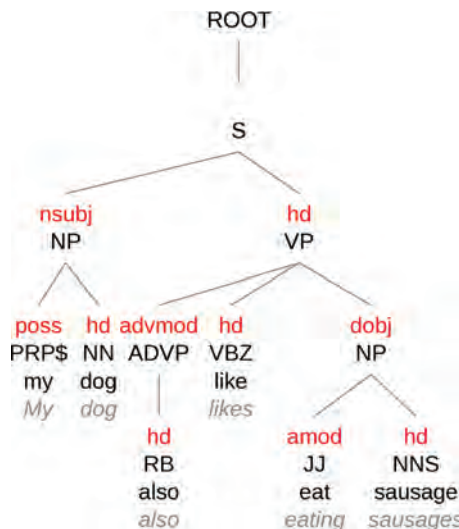 ROOT
S
nsubj hd
NP VP
poss hd advmod hd dobj
PRP$ NN ADVP VBZ NP
my dog like
My dog likes
hd amod hd
RB JJ NNS
also eat sausage
also eating sausages